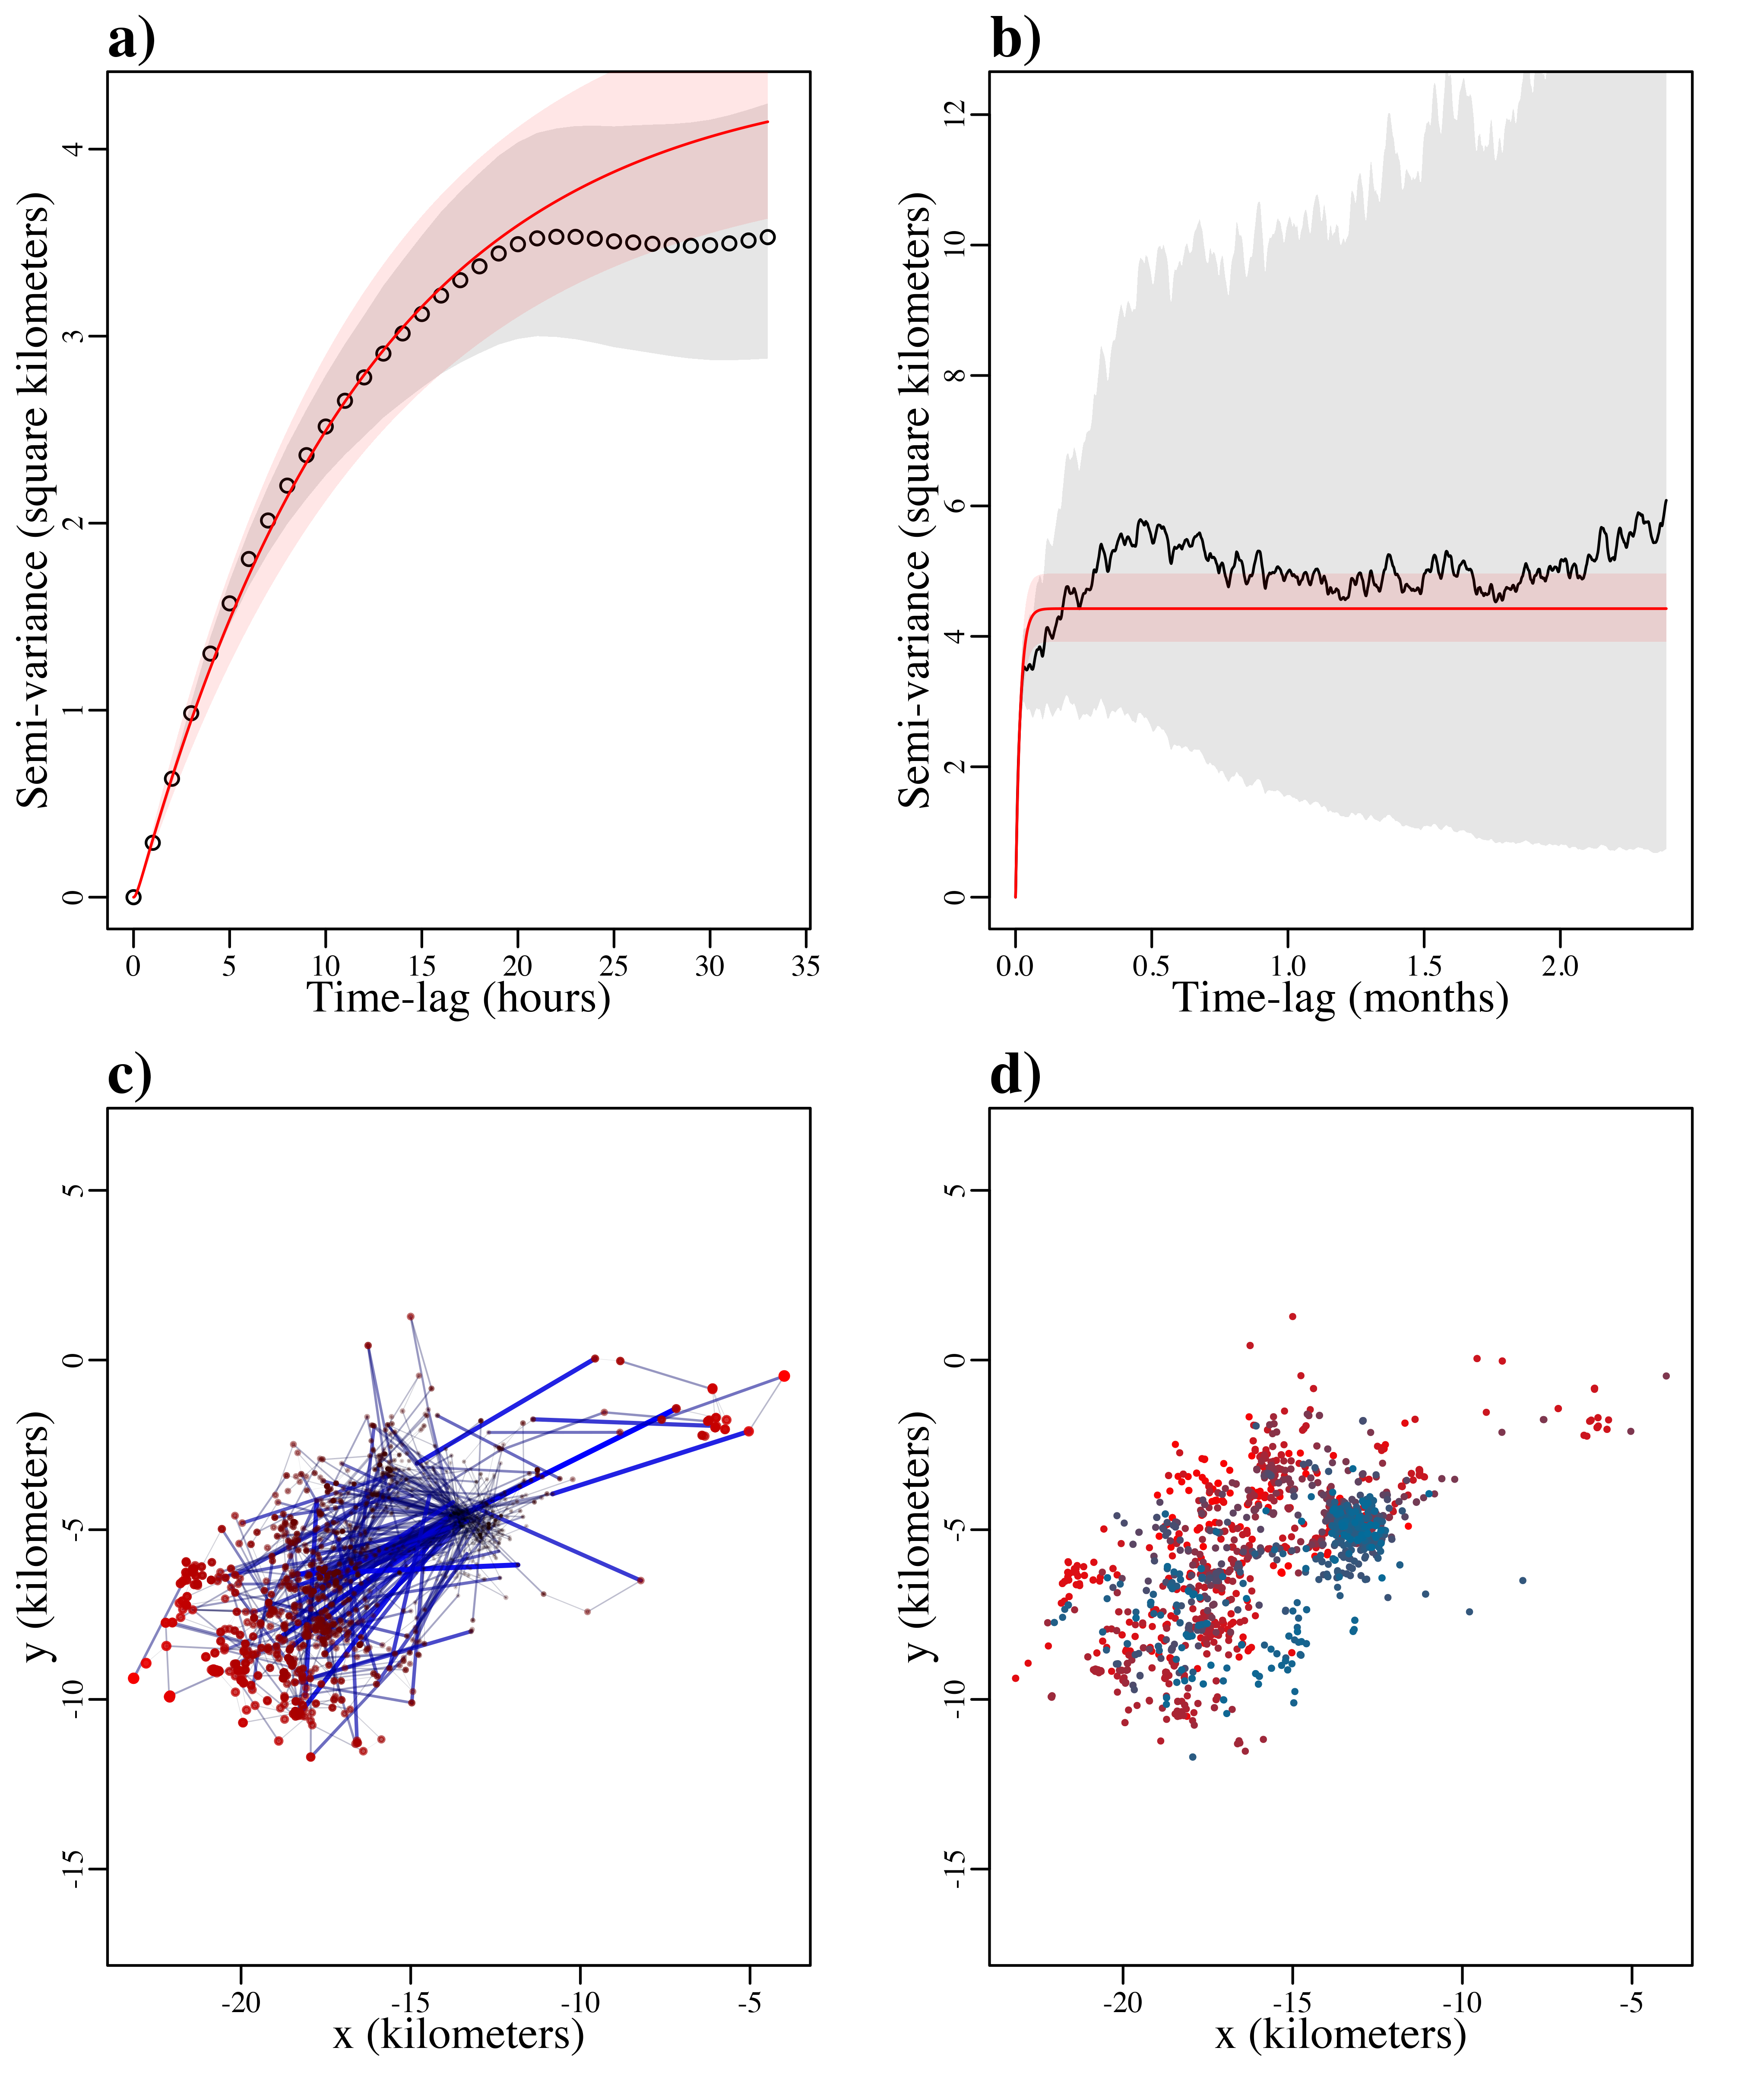 a)
Semi-variance (square kilometers)
4
3
2
1
0
0 5 10 15 20 25 30 35
Time-lag (hours)
b)
Semi-variance (square kilometers)
12
10
8
6
4
2
0
0.0 0.5 1.0 1.5 2.0
Time-lag (months)
c)
y (kilometers)
5
0
-5
-10
-15
-20 -15 -10 -5
x (kilometers)
d)
y (kilometers)
5
0
-5
-10
-15
-20 -15 -10 -5
x (kilometers)